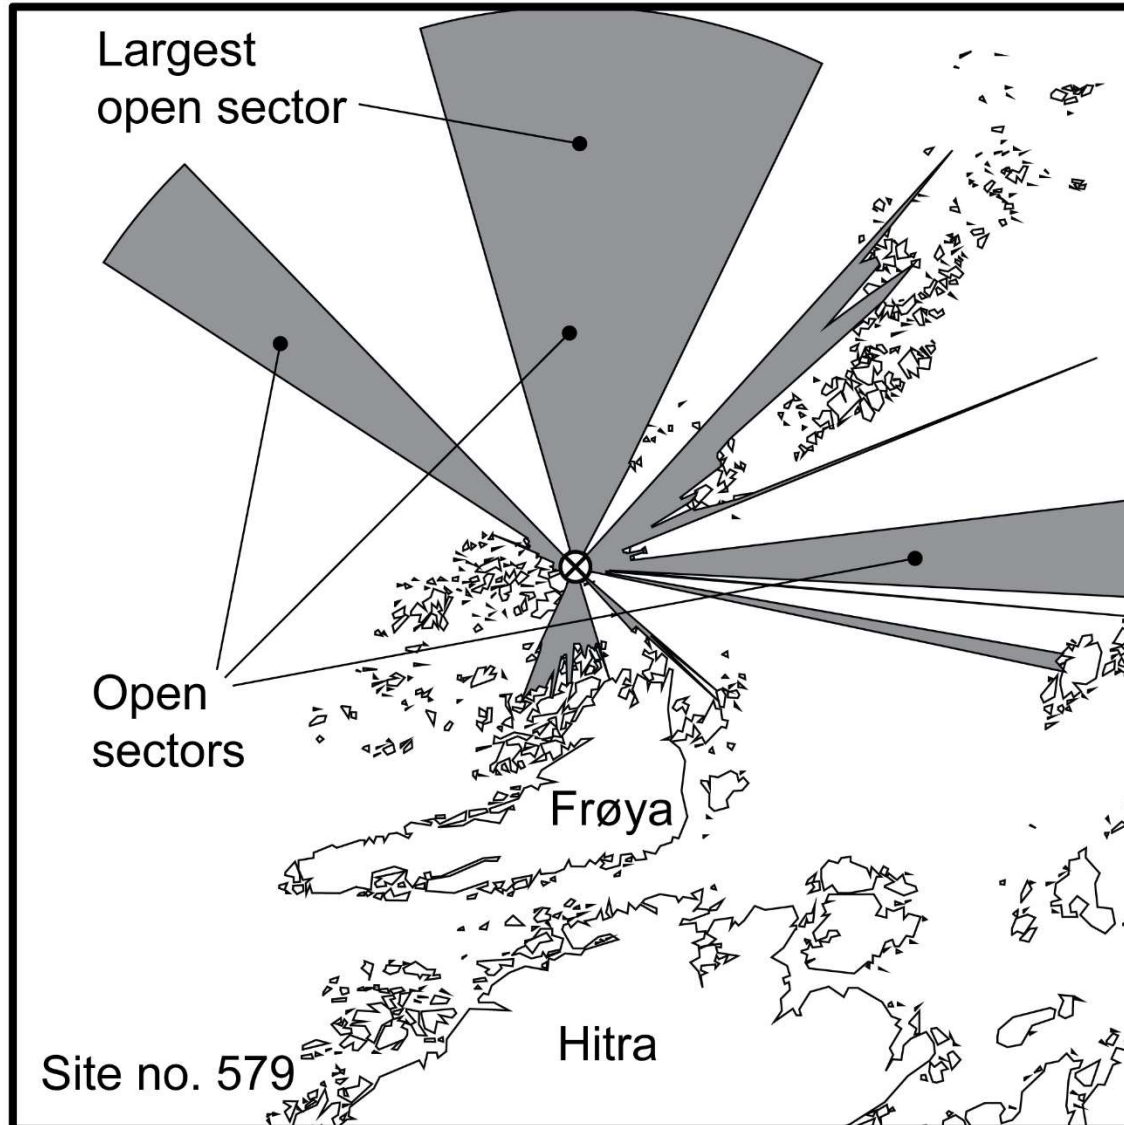 Largest
open sector
Open
sectors
Frøya
Hitra
Site no. 579